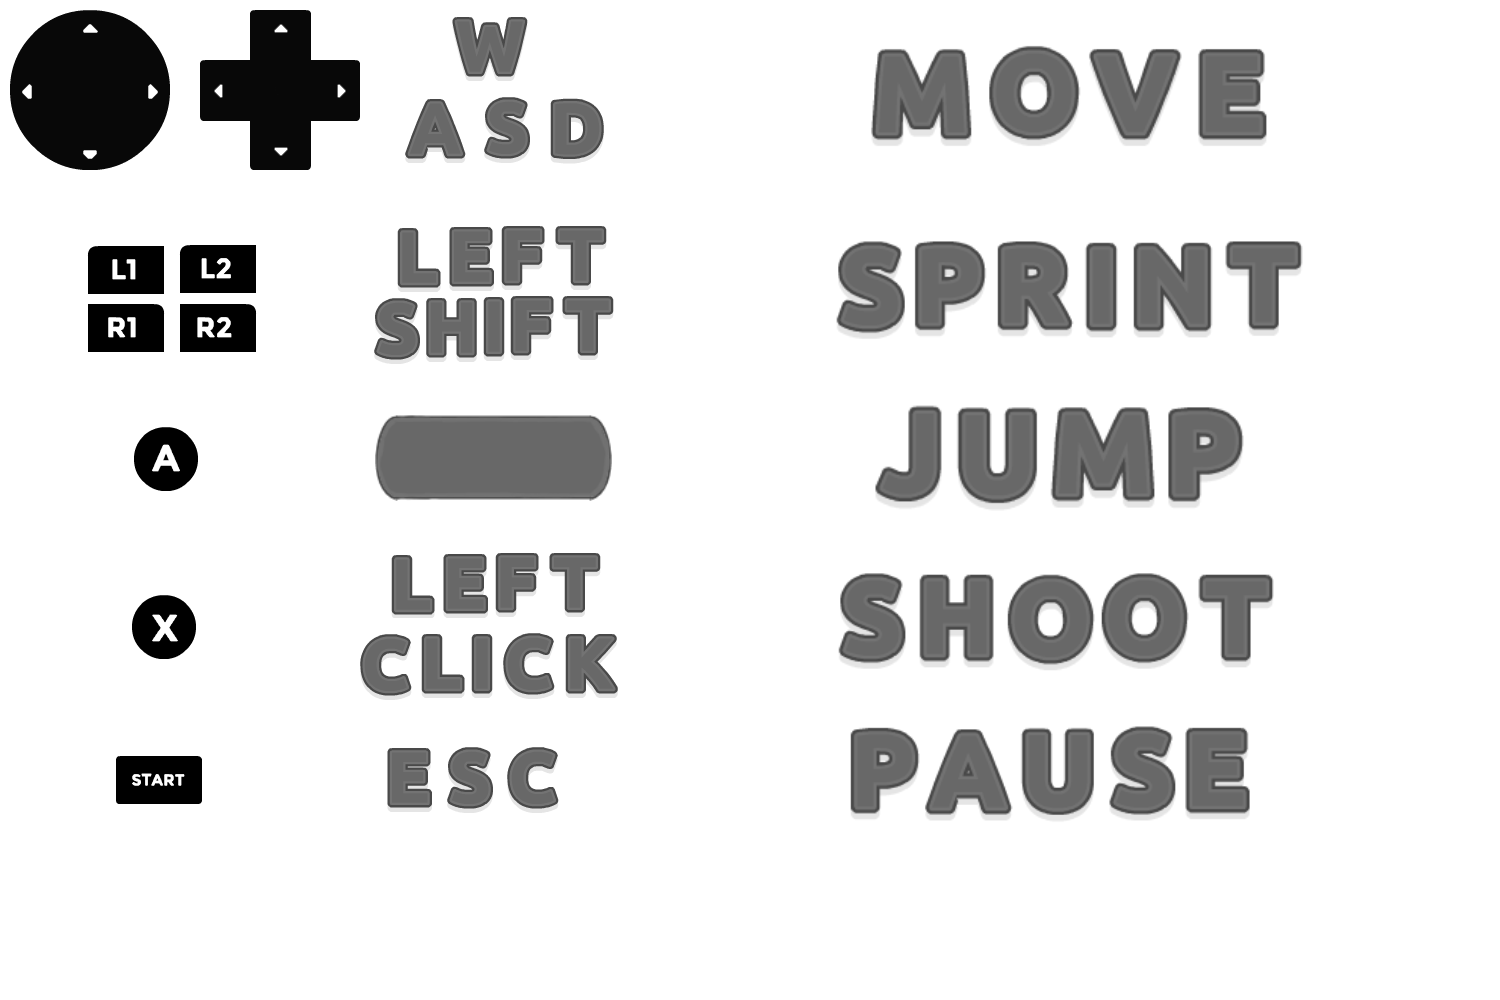 W
A S D
MOVE
L1 L2
R1 R2
LEFT
SHIFT
SPRINT
A
JUMP
X
LEFT
CLICK
SHOOT
START
ESC
PAUSE